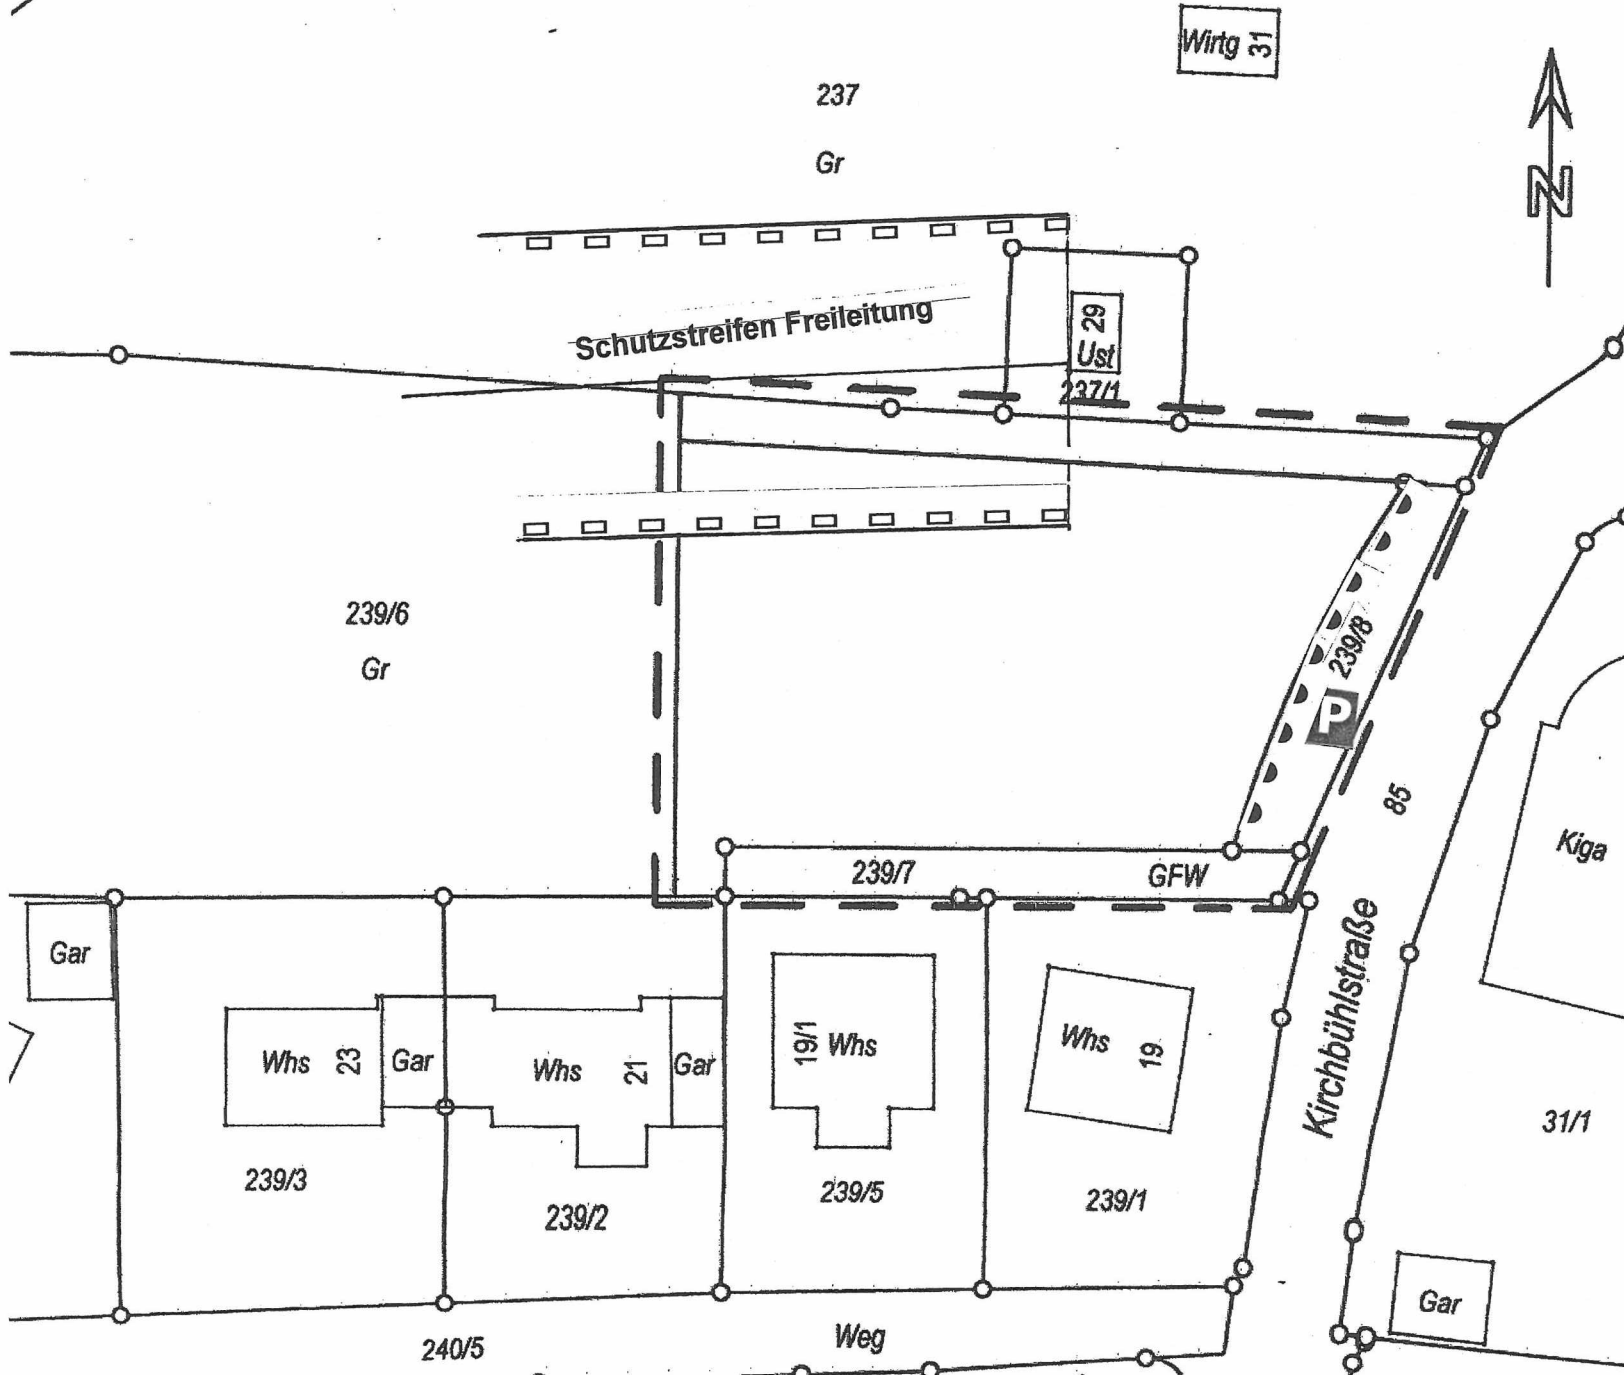 Wirtg 31
237
Gr
N
Schutzstreifen Freileitung
29
Ust
237/1
239/6
Gr
239/8
P
85
Kiga
239/7
GFW
Kirchbühlstraße
Gar
Whs 23
Gar
Whs 21
Gar
19/1 Whs
Whs 19
239/3
239/2
239/5
239/1
31/1
Gar
240/5
Weg